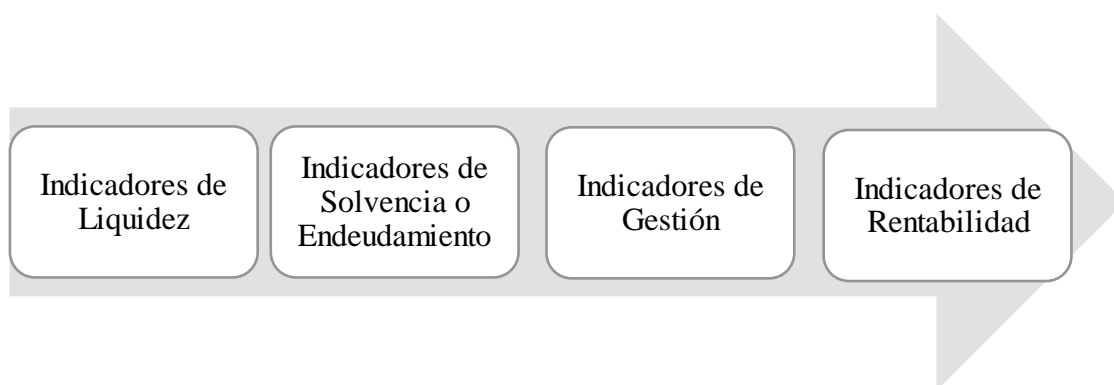 Indicadores de
Liquidez
Indicadores de
Solvencia o
Endeudamiento
Indicadores de
Gestión
Indicadores de
Rentabilidad